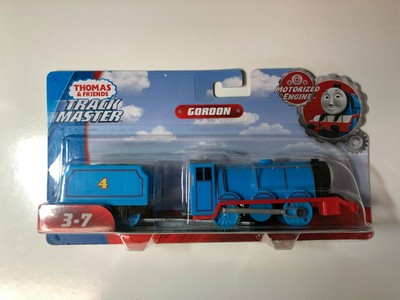 THOMAS
& FRIENDS
TRACK
MASTER
GORDON
MOTORIZED
ENGINE
4
3-7